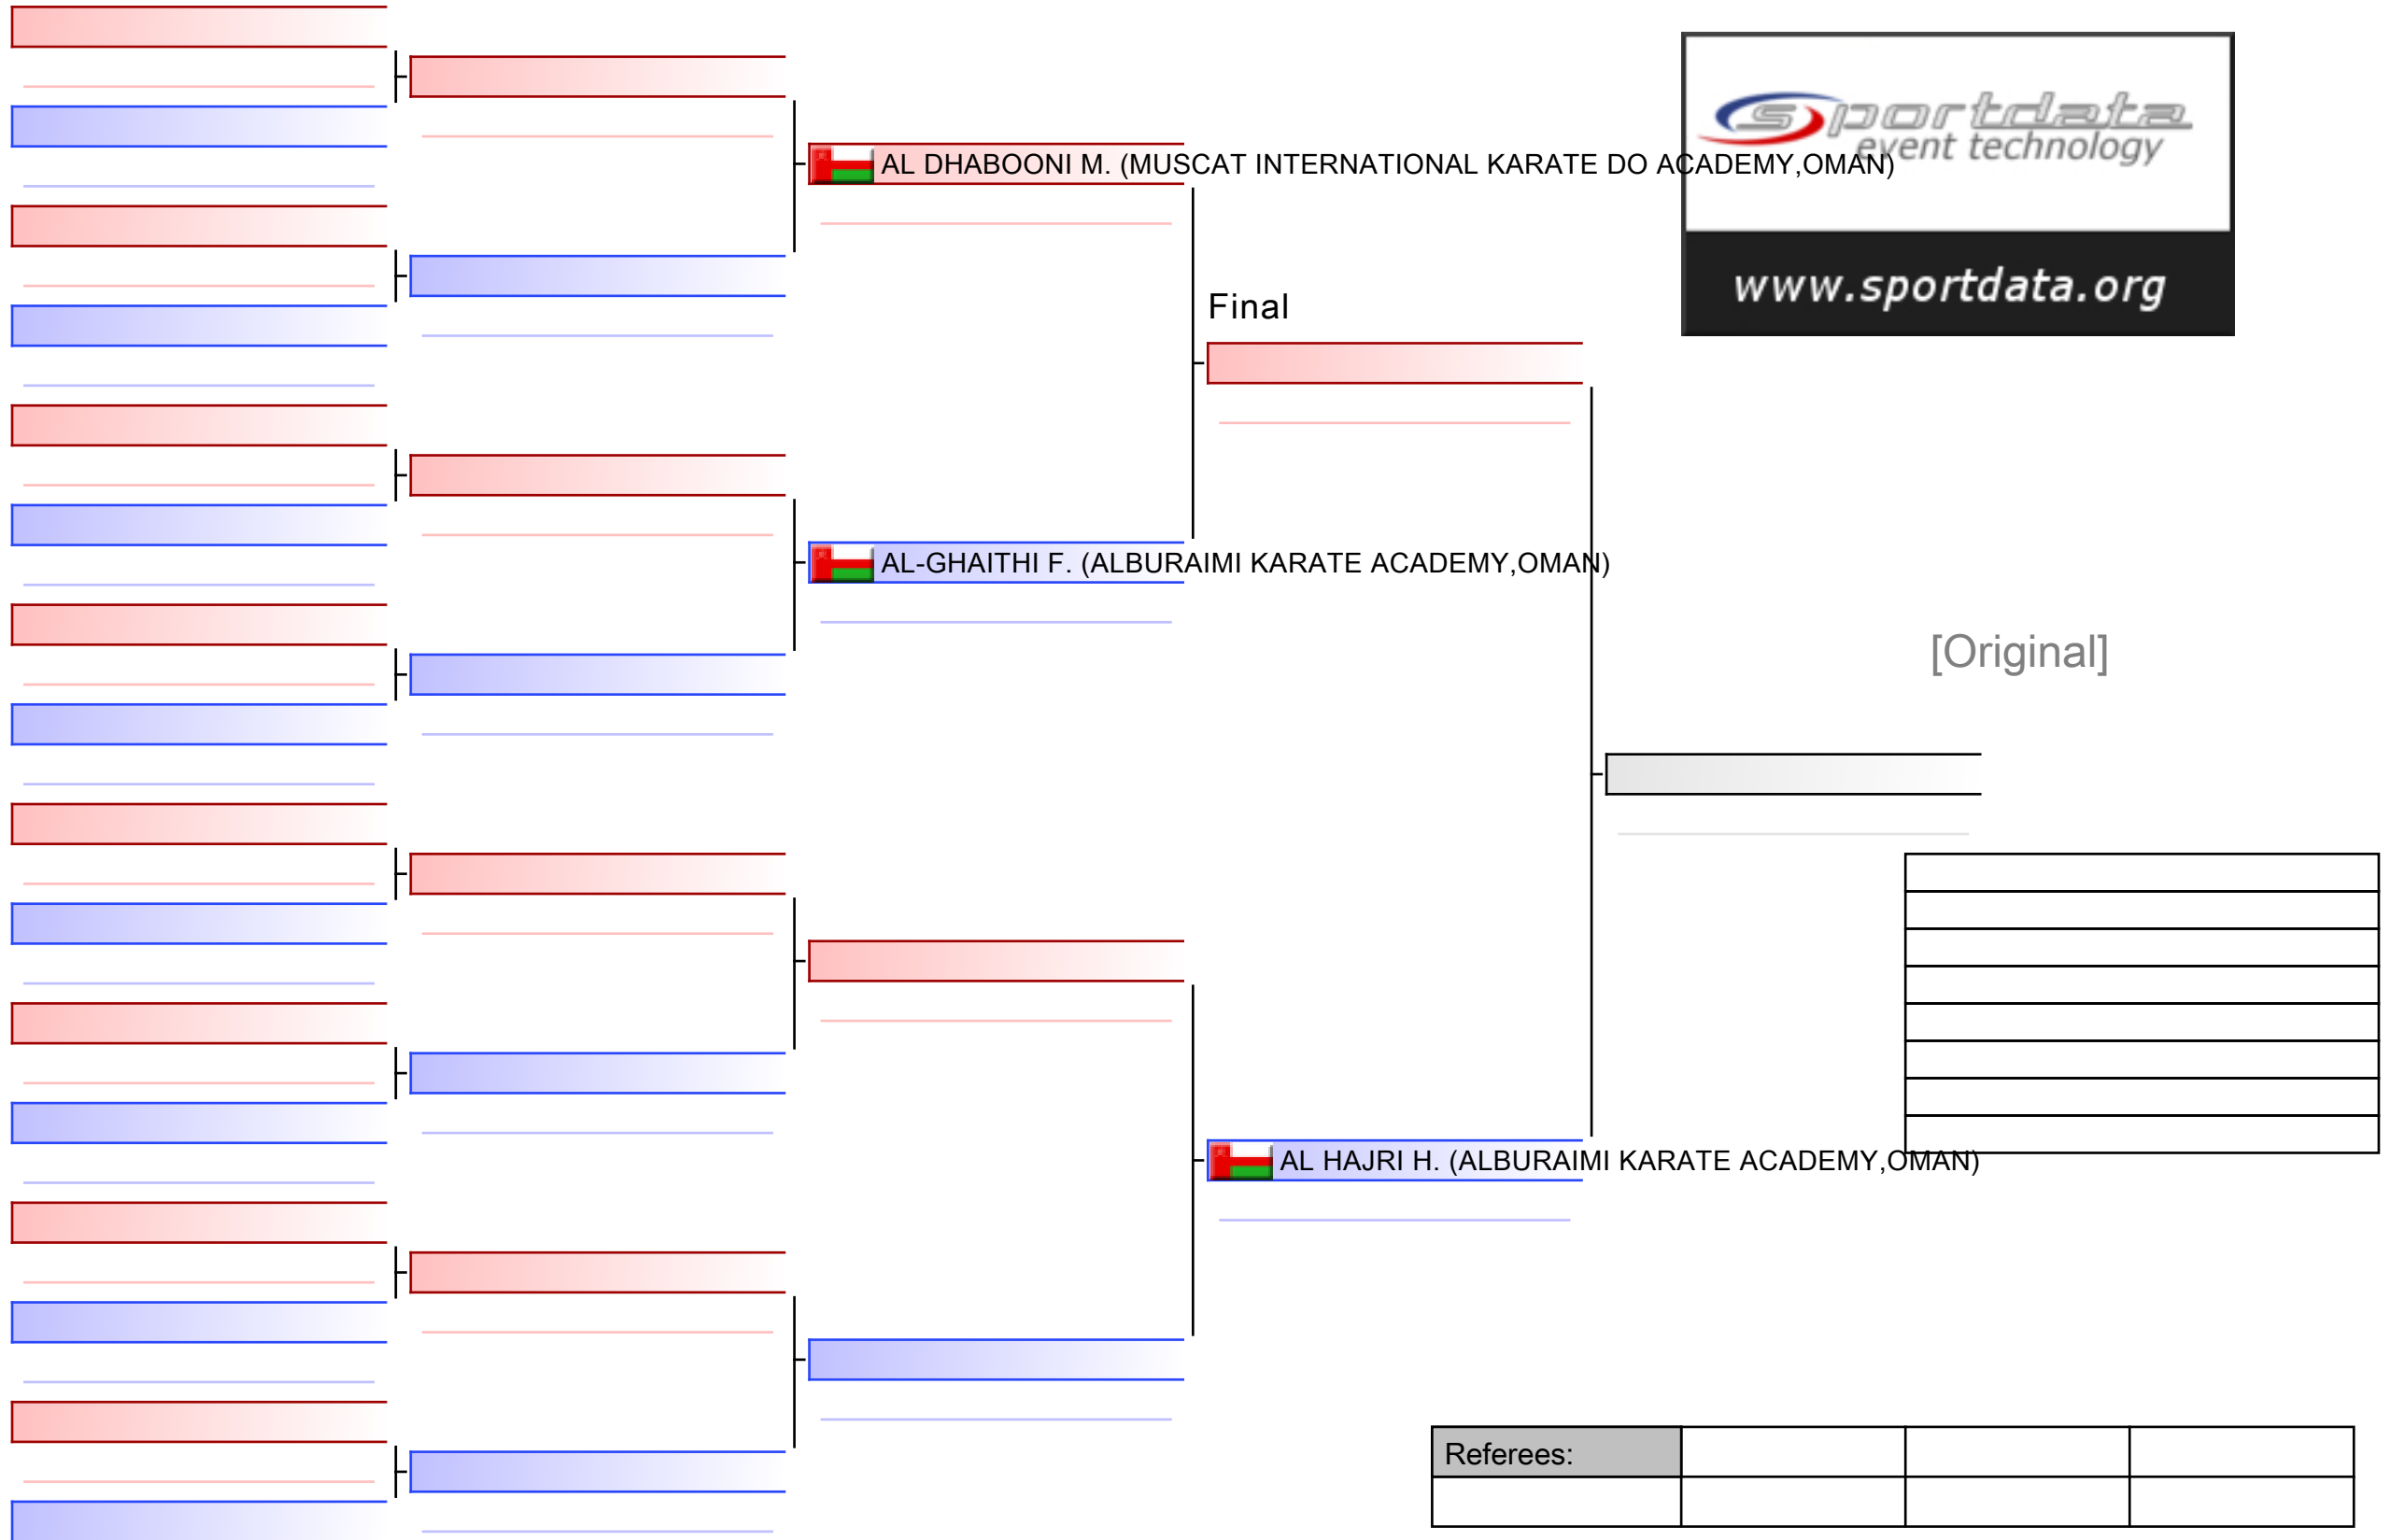 AL DHABOONI M. (MUSCAT INTERNATIONAL KARATE DO ACADEMY,OMAN)
sportdata
event technology
www.sportdata.org
Final
AL-GHAITHI F. (ALBURAIMI KARATE ACADEMY,OMAN)
[Original]
AL HAJRI H. (ALBURAIMI KARATE ACADEMY,OMAN)
Referees: